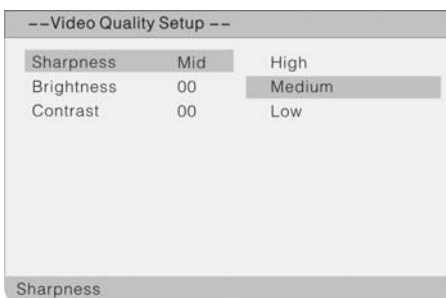 --Video Quality Setup --
Sharpness Mid High
Brightness 00 Medium
Contrast 00 Low
Sharpness